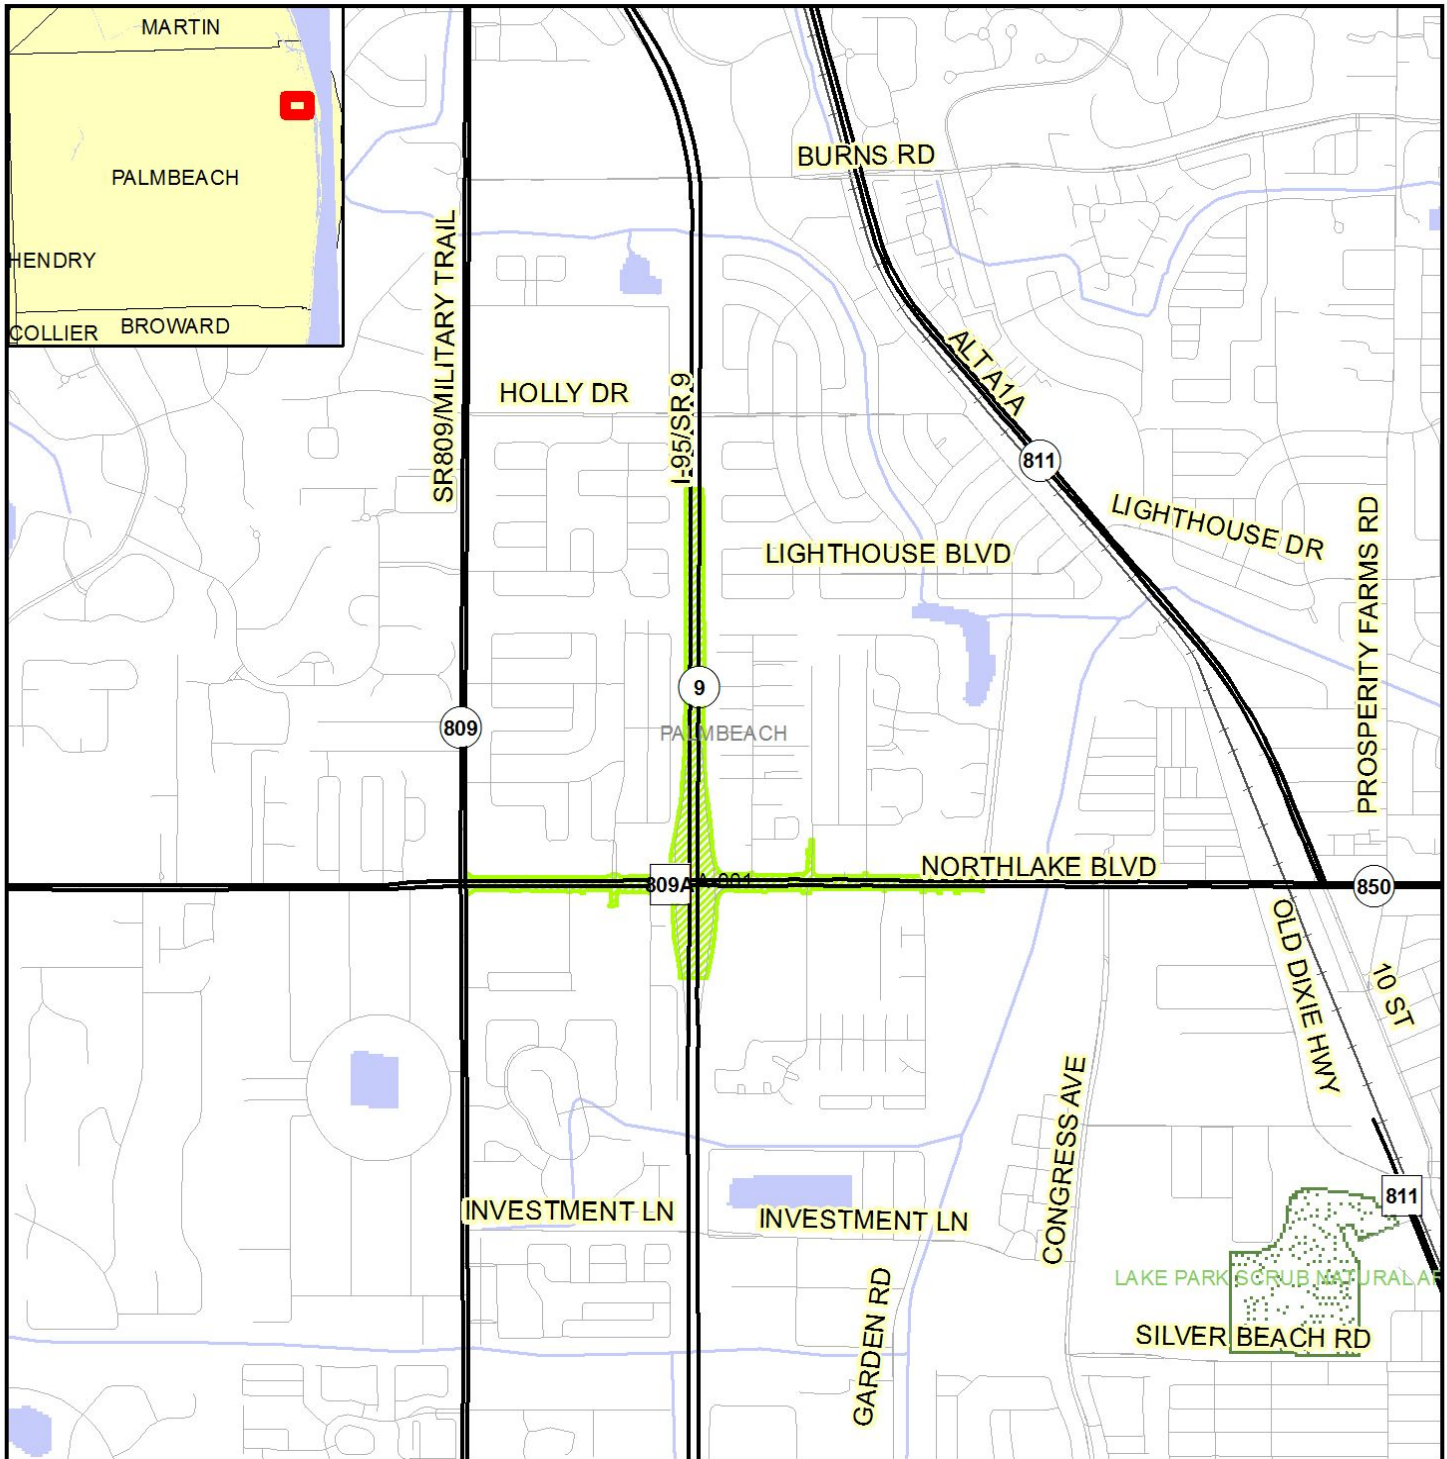 MARTIN
PALMBEACH
HENDRY
COLLIER
BROWARD
BURNS RD
SR809/MILITARY TRAIL
ALT A1A
HOLLY DR
I-95/SR 9
811
LIGHTHOUSE DR
LIGHTHOUSE BLVD
PROSPERITY FARMS RD
9
809
PALMBEACH
NORTHLAKE BLVD
809A
850
OLD DIXIE HWY
10 ST
CONGRESS AVE
811
INVESTMENT LN
INVESTMENT LN
LAKE PARK SCRUB NATURAL
GARDEN RD
SILVER BEACH RD